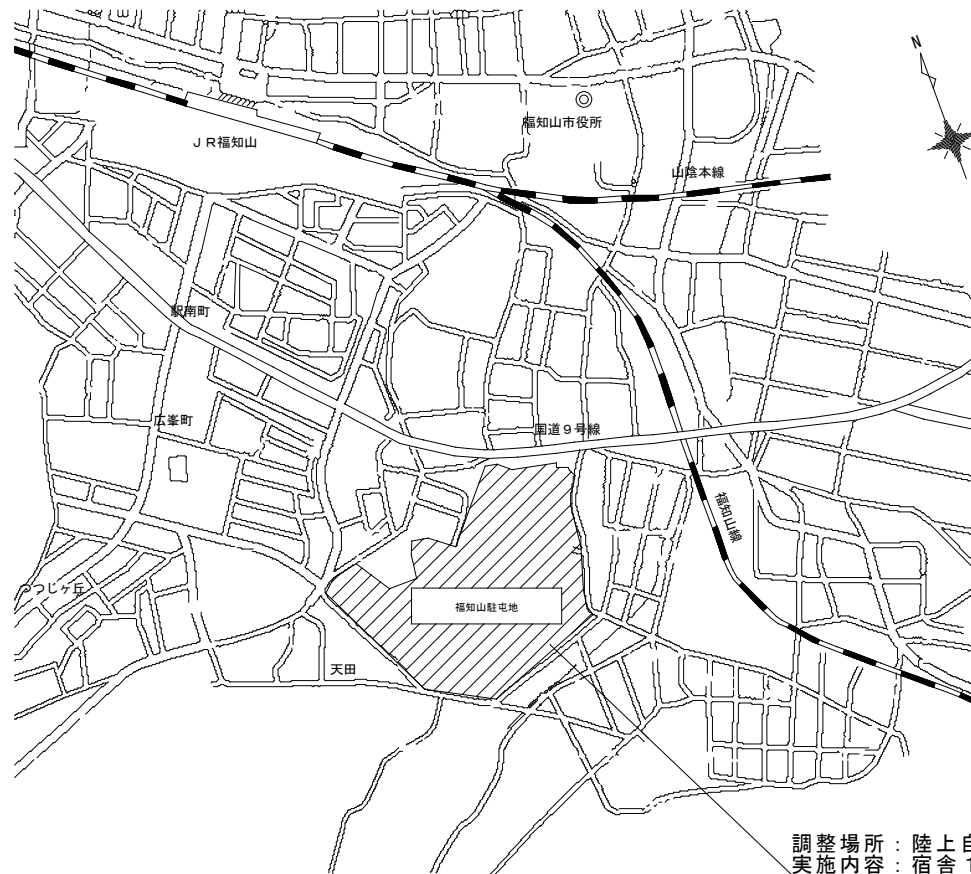 N
福知山市役所
JR福知山
山陰本線
駅南町
広峯町
国道9号線
福知山線
つつじヶ丘
福知山駐屯地
天田
調整場所:陸上自
実施内容:宿舎1